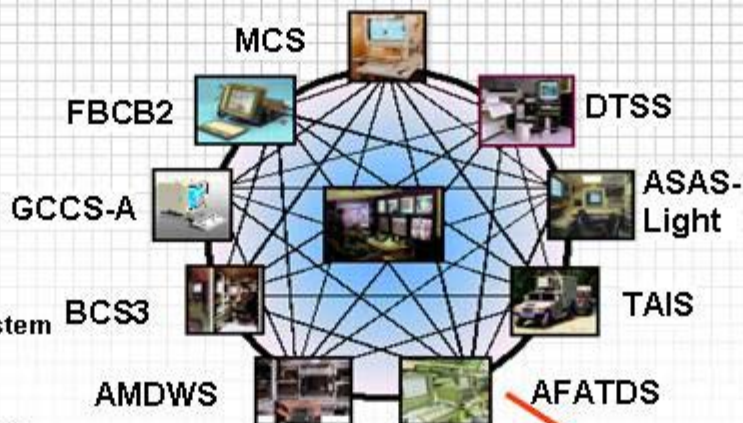 MCS
FBCB2
DTSS
GCCS-A
ASAS-
Light
BCS3
TAIS
AMDWS
AFATDS